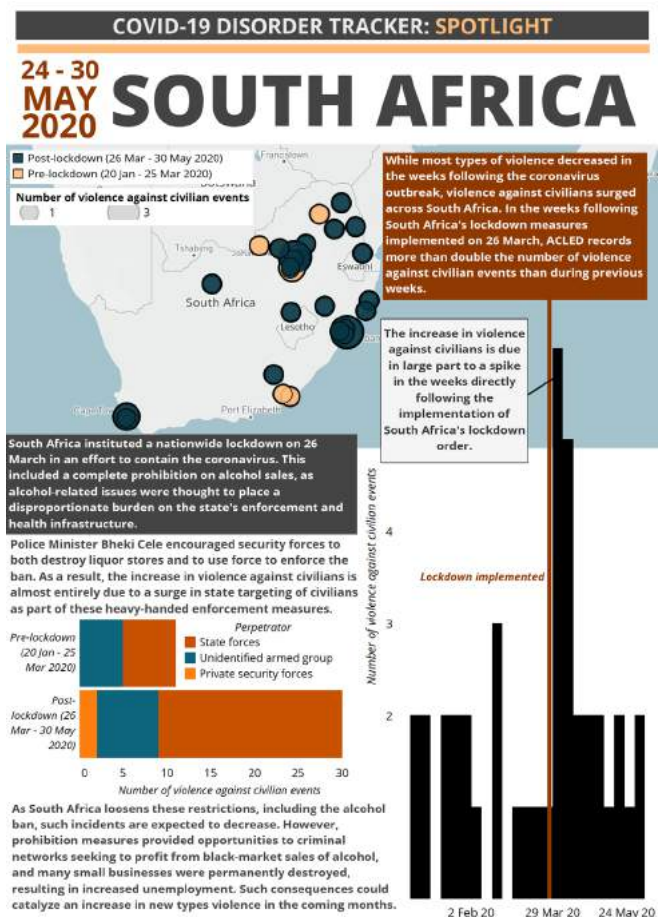 COVID-19 DISORDER TRACKER: SPOTLIGHT
24 - 30
MAY
2020
SOUTH AFRICA
Post-lockdown (26 Mar - 30 May 2020)
Pre-lockdown (20 Jan - 25 Mar 2020)
Number of violence against civilian events
1
3
Francistown
Botswana
Tshabong
Eswatini
South Africa
Lesotho
Port Elizabeth
While most types of violence decreased in
the weeks following the coronavirus
outbreak, violence against civilians surged
across South Africa. In the weeks following
South Africa's lockdown measures
implemented on 26 March, ACLED records
more than double the number of violence
against civilian events than during previous
weeks.
The increase in violence
against civilians is due
in large part to a spike
in the weeks directly
following the
implementation of
South Africa's lockdown
order.
South Africa instituted a nationwide lockdown on 26
March in an effort to contain the coronavirus. This
included a complete prohibition on alcohol sales, as
alcohol-related issues were thought to place a
disproportionate burden on the state's enforcement and
health infrastructure.
Police Minister Bheki Cele encouraged security forces to
both destroy liquor stores and to use force to enforce the
ban. As a result, the increase in violence against civilians is
almost entirely due to a surge in state targeting of civilians
as part of these heavy-handed enforcement measures.
Perpetrator
State forces
Unidentified armed group
Private security forces
Pre-lockdown
(20 Jan - 25
Mar 2020)
Post-
lockdown (26
Mar - 30 May
2020)
0 5 10 15 20 25 30
Number of violence against civilian events
As South Africa loosens these restrictions, including the alcohol
ban, such incidents are expected to decrease. However,
prohibition measures provided opportunities to criminal
networks seeking to profit from black-market sales of alcohol,
and many small businesses were permanently destroyed,
resulting in increased unemployment. Such consequences could
catalyze an increase in new types violence in the coming months.
Number of violence against civilian events
4
3
2
Lockdown implemented
2 Feb 20 29 Mar 20 24 May 20